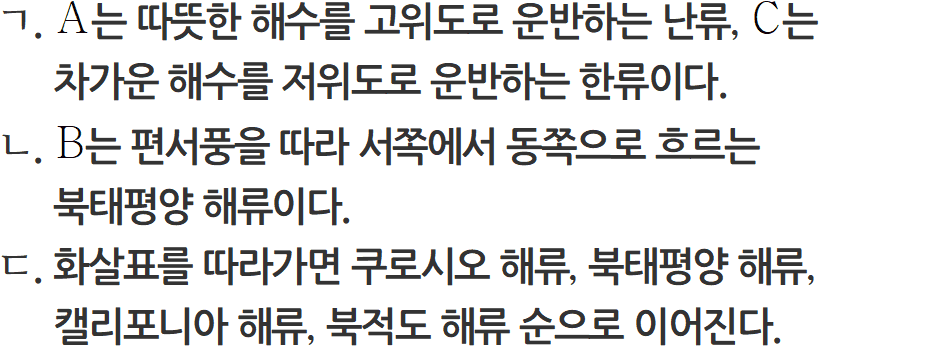 ㄱ. A는 따뜻한 해수를 고위도로 운반하는 난류, C는
차가운 해수를 저위도로 운반하는 한류이다.
ㄴ. B는 편서풍을 따라 서쪽에서 동쪽으로 흐르는
북태평양 해류이다.
ㄷ. 화살표를 따라가면 쿠로시오 해류, 북태평양 해류,
캘리포니아 해류, 북적도 해류 순으로 이어진다.